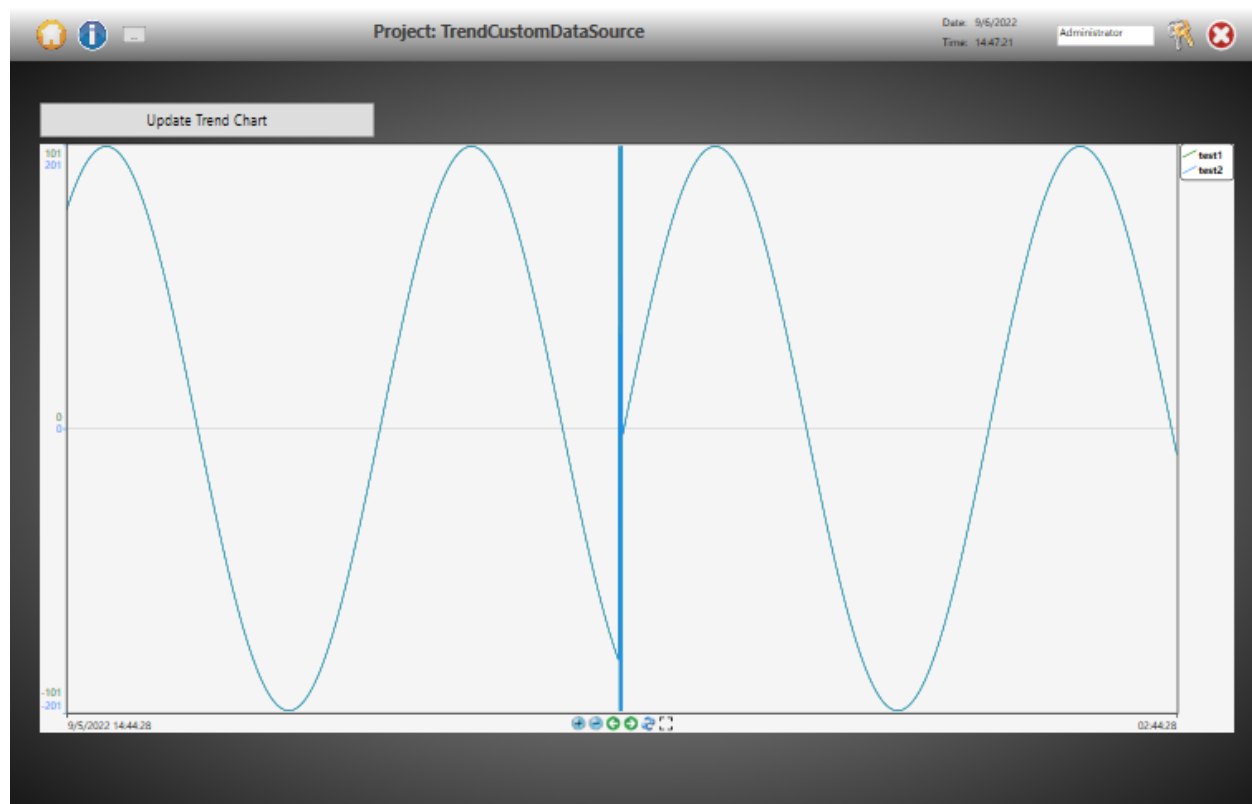 Project: TrendCustomDataSource
Date: 9/6/2022
Time: 14.47.21
Administrator
Update Trend Chart
101
201
test1
test2
0
0
-101
-201
9/5/2022 14:44:28
02:44:28